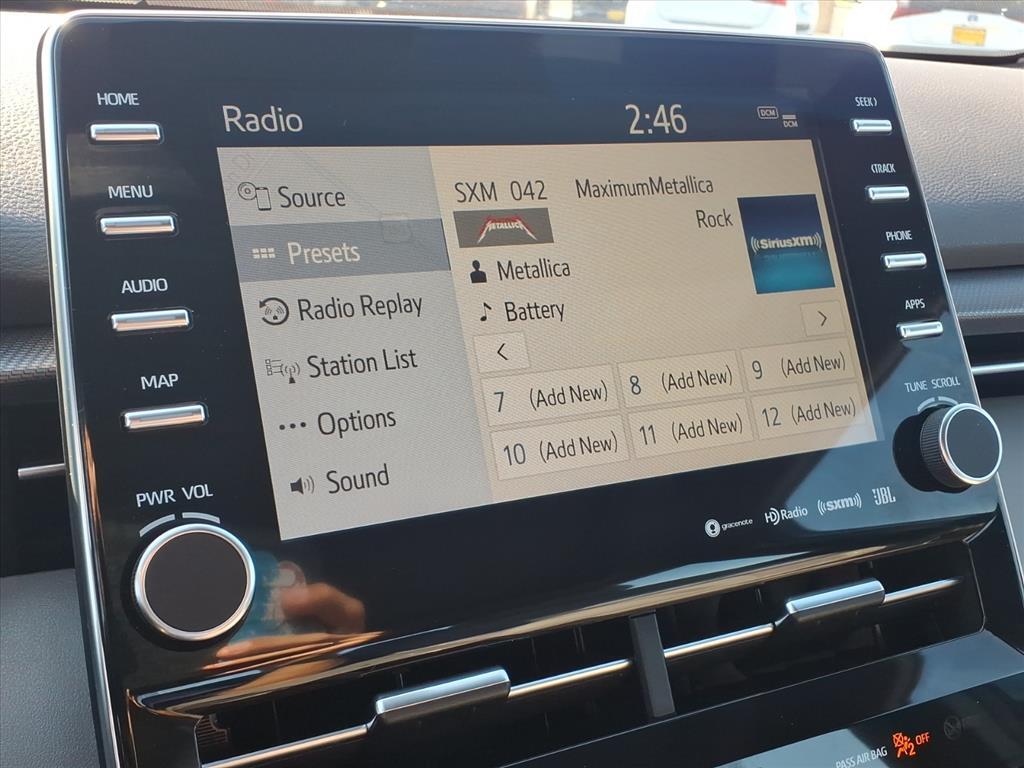 HOME
MENU
AUDIO
MAP
PWR VOL
Radio
2:46
DCM
DCM
Source
Presets
Radio Replay
Station List
Options
Sound
SXM 042 MaximumMetallica
Rock
METALLICA
((SiriusXM))
Metallica
Battery
<
>
7 (Add New)
8 (Add New)
9 (Add New)
10 (Add New)
11 (Add New)
12 (Add New)
SEEK >
< TRACK
PHONE
APPS
TUNE SCROLL
gracenote
HD Radio
((sxm))
JBL
PASS AIR BAG
2 OFF